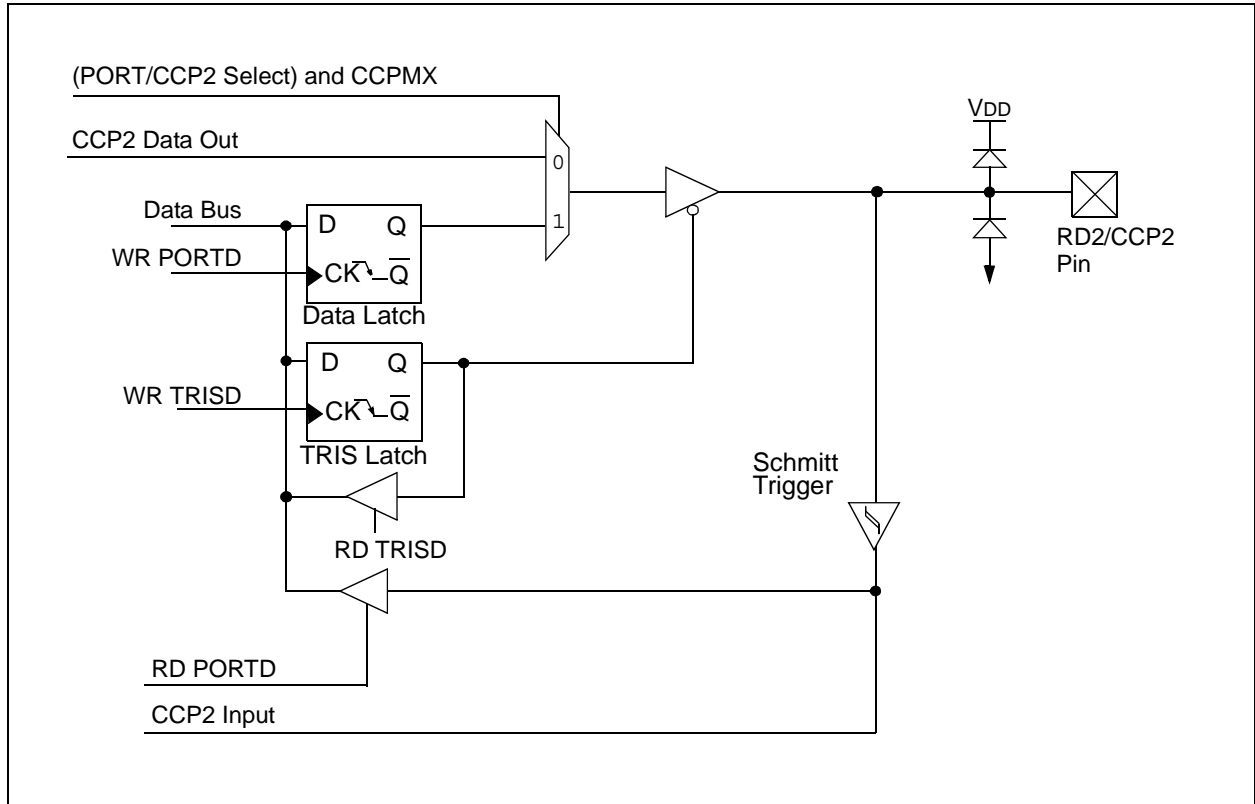 (PORT/CCP2 Select) and CCPMX
VDD
CCP2 Data Out
0
Data Bus
D Q
1
RD2/CCP2
Pin
WR PORTD
CK Q̅
Data Latch
D Q
WR TRISD
CK Q̅
TRIS Latch
Schmitt
Trigger
RD TRISD
RD PORTD
CCP2 Input